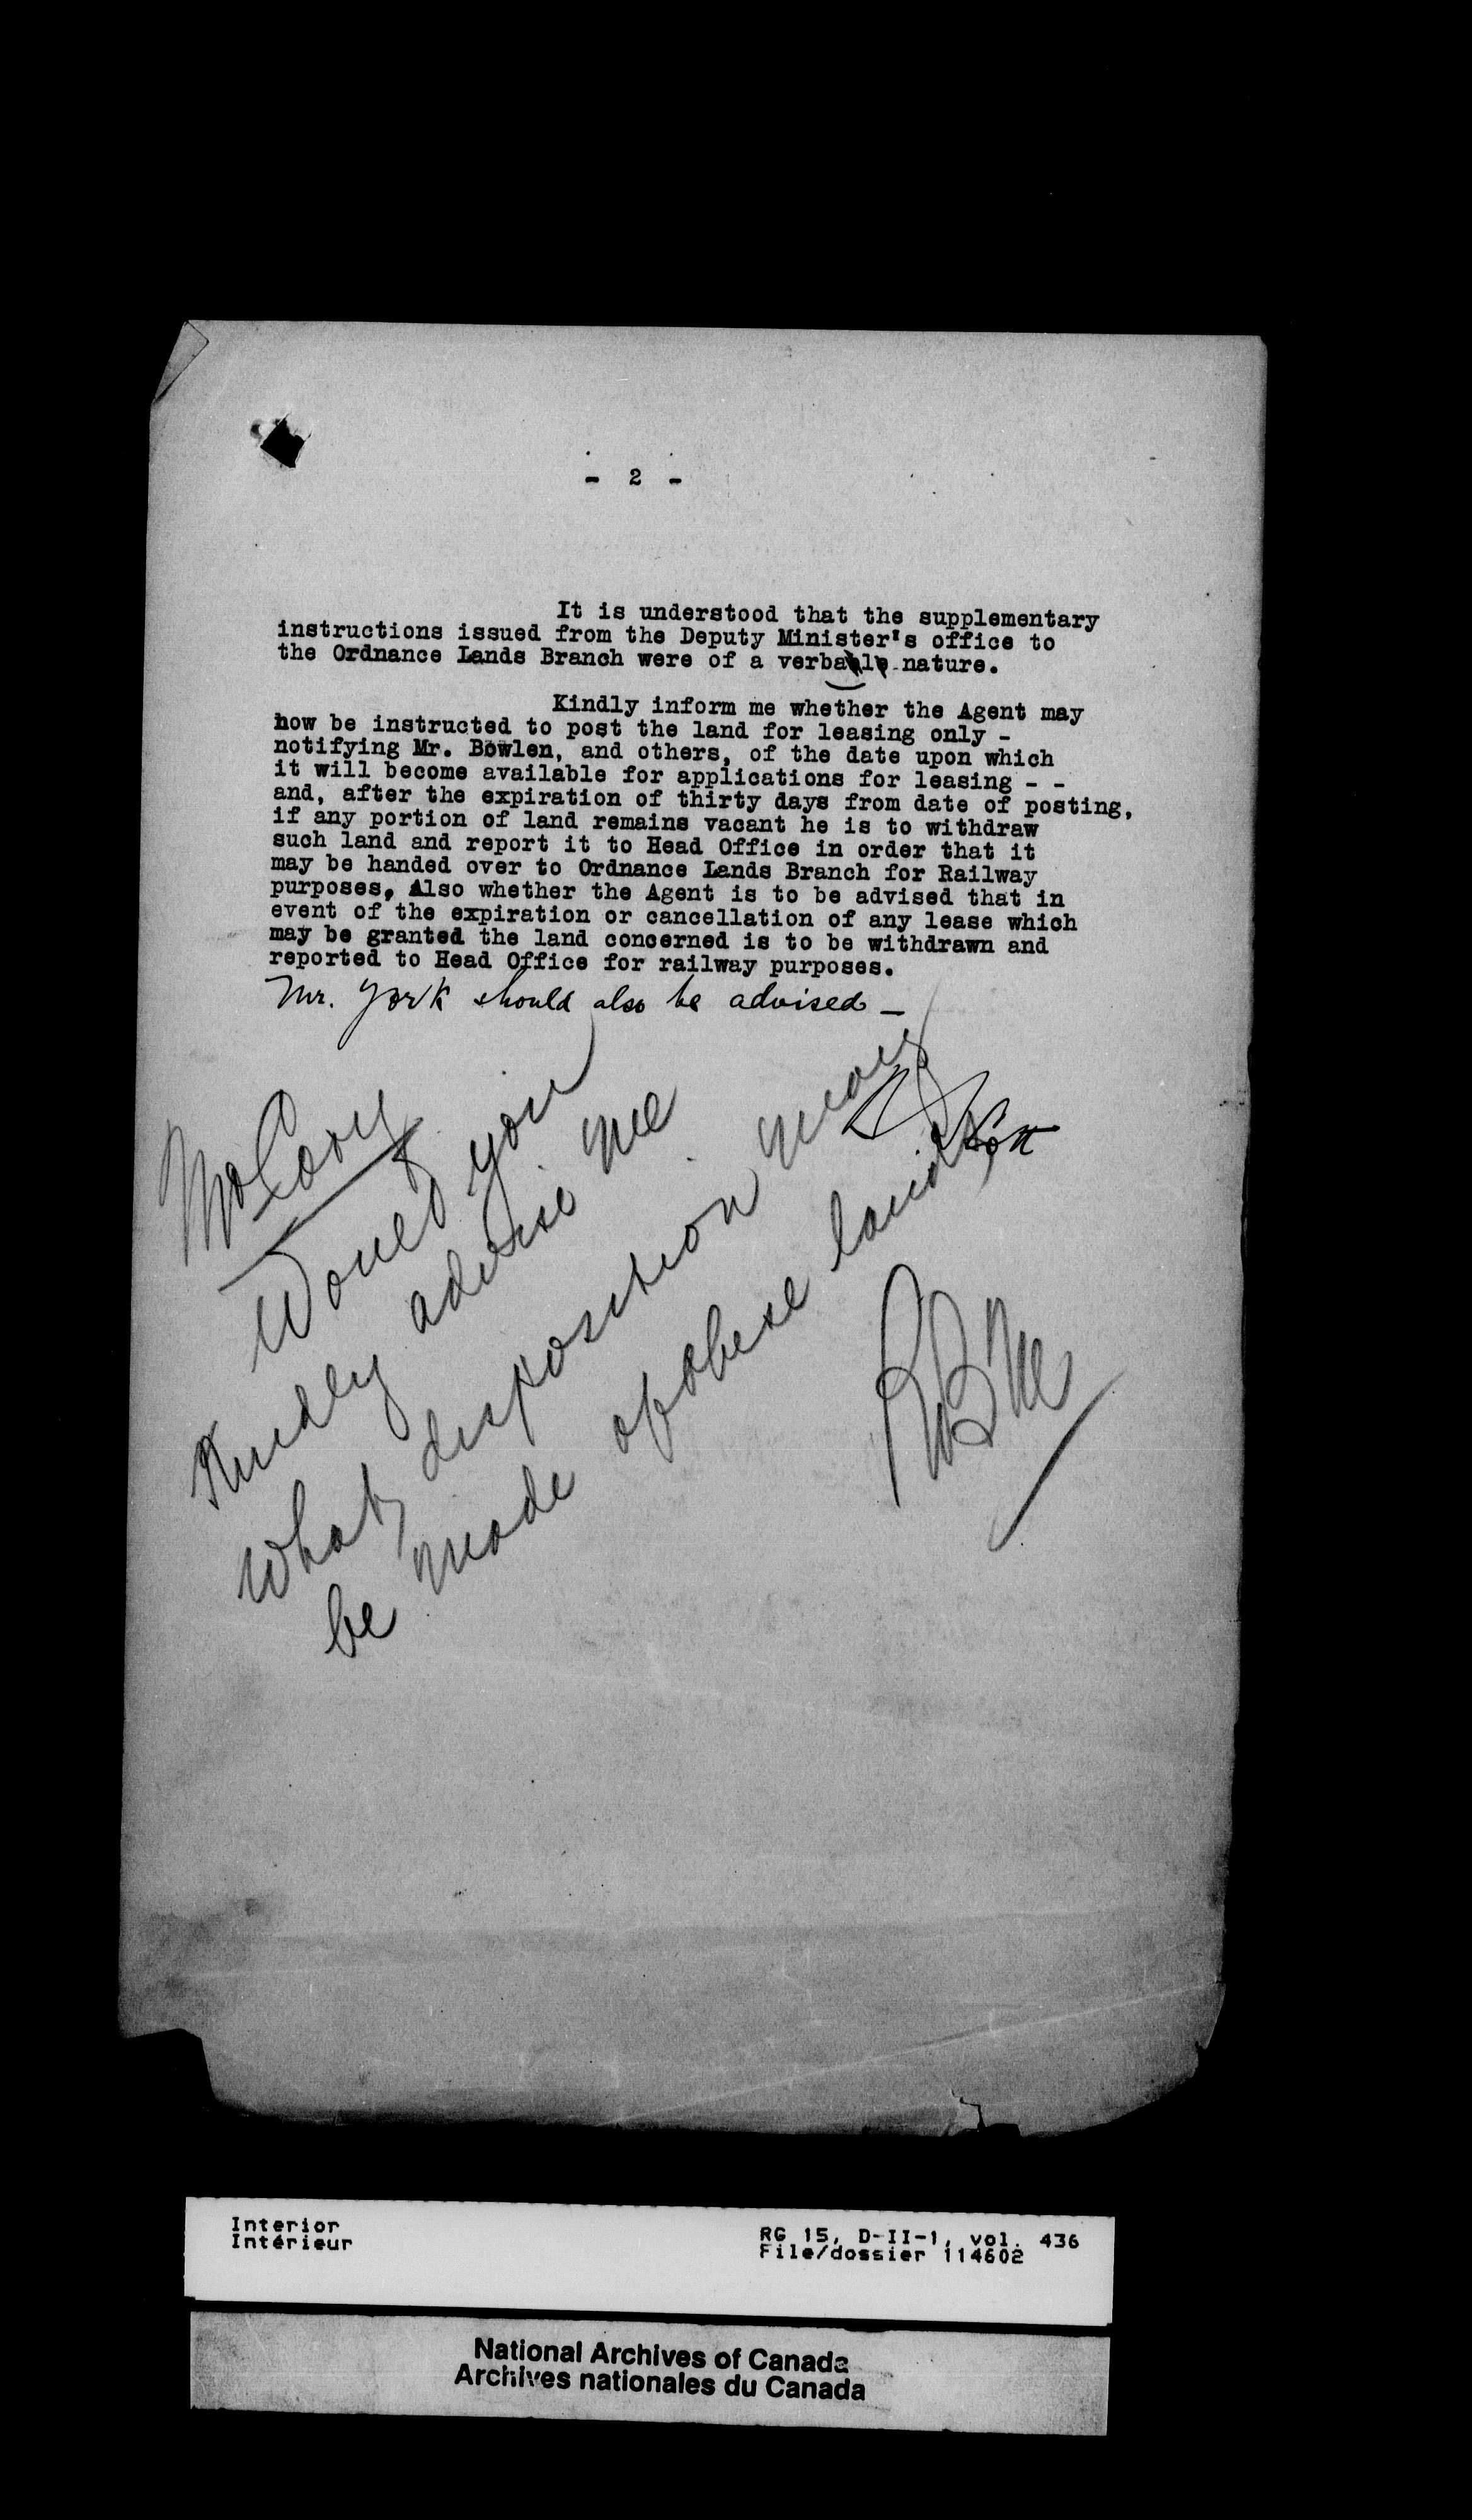 - 2 -
It is understood that the supplementary
instructions issued from the Deputy Minister's office to
the Ordnance Lands Branch were of a verbal nature.
Kindly inform me whether the Agent may
now be instructed to post the land for leasing only -
notifying Mr. Bowlen, and others, of the date upon which
it will become available for applications for leasing - -
and, after the expiration of thirty days from date of posting,
if any portion of land remains vacant he is to withdraw
such land and report it to Head Office in order that it
may be handed over to Ordnance Lands Branch for Railway
purposes. Also whether the Agent is to be advised that in
event of the expiration or cancellation of any lease which
may be granted the land concerned is to be withdrawn and
reported to Head Office for railway purposes.
Mr. York should also be advised -
Would you
Kindly advise me
what disposition may
be made of these lands
Interior
Intérieur
RG 15, D-II-1, vol. 436
File/dossier 114602
National Archives of Canada
Archives nationales du Canada